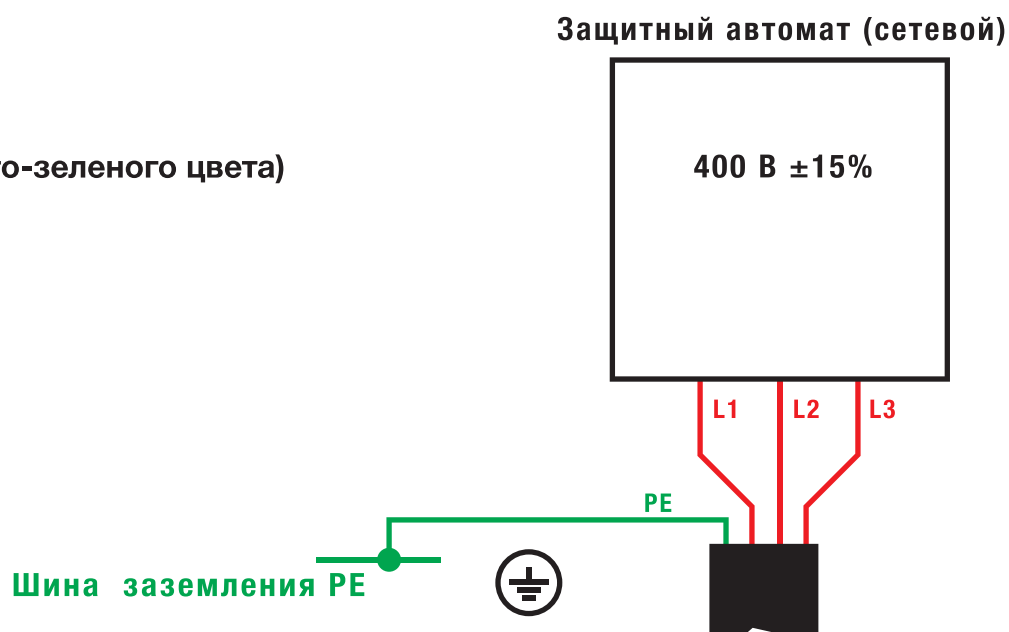 Защитный автомат (сетевой)
о-зеленого цвета)
400 В ±15%
L1 L2 L3
PE
Шина заземления PE